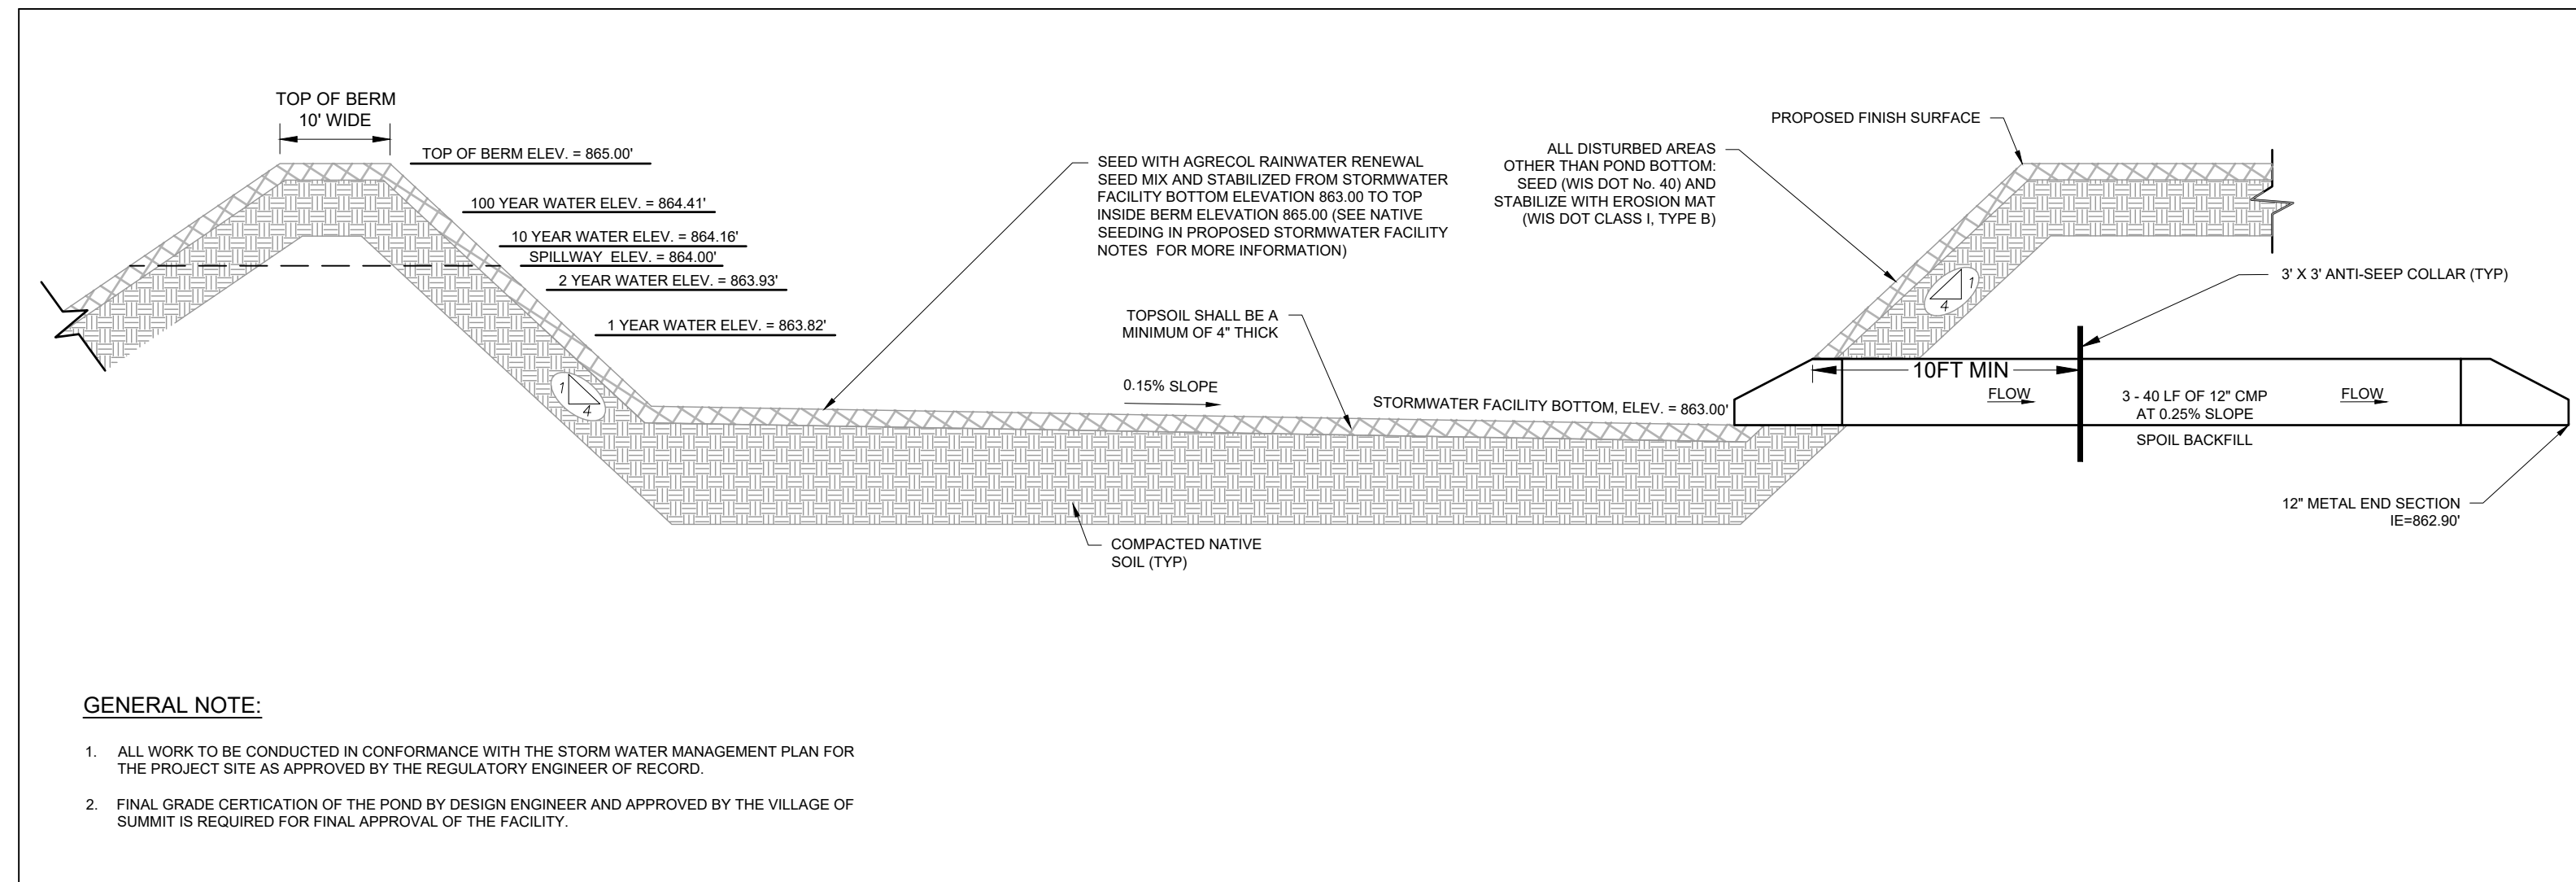 TOP OF BERM
10' WIDE
TOP OF BERM ELEV. = 865.00'
100 YEAR WATER ELEV. = 864.41'
10 YEAR WATER ELEV. = 864.16'
SPILLWAY ELEV. = 864.00'
2 YEAR WATER ELEV. = 863.93'
1 YEAR WATER ELEV. = 863.82'
1
4
SEED WITH AGRECOL RAINWATER RENEWAL
SEED MIX AND STABILIZED FROM STORMWATER
FACILITY BOTTOM ELEVATION 863.00 TO TOP
INSIDE BERM ELEVATION 865.00 (SEE NATIVE
SEEDING IN PROPOSED STORMWATER FACILITY
NOTES FOR MORE INFORMATION)
TOPSOIL SHALL BE A
MINIMUM OF 4" THICK
0.15% SLOPE
STORMWATER FACILITY BOTTOM, ELEV. = 863.00'
COMPACTED NATIVE
SOIL (TYP)
PROPOSED FINISH SURFACE
ALL DISTURBED AREAS
OTHER THAN POND BOTTOM:
SEED (WIS DOT No. 40) AND
STABILIZE WITH EROSION MAT
(WIS DOT CLASS I, TYPE B)
1
4
3' X 3' ANTI-SEEP COLLAR (TYP)
10FT MIN
FLOW
3 - 40 LF OF 12" CMP
AT 0.25% SLOPE
FLOW
SPOIL BACKFILL
12" METAL END SECTION
IE=862.90'
GENERAL NOTE:
1. ALL WORK TO BE CONDUCTED IN CONFORMANCE WITH THE STORM WATER MANAGEMENT PLAN FOR
THE PROJECT SITE AS APPROVED BY THE REGULATORY ENGINEER OF RECORD.
2. FINAL GRADE CERTICATION OF THE POND BY DESIGN ENGINEER AND APPROVED BY THE VILLAGE OF
SUMMIT IS REQUIRED FOR FINAL APPROVAL OF THE FACILITY.